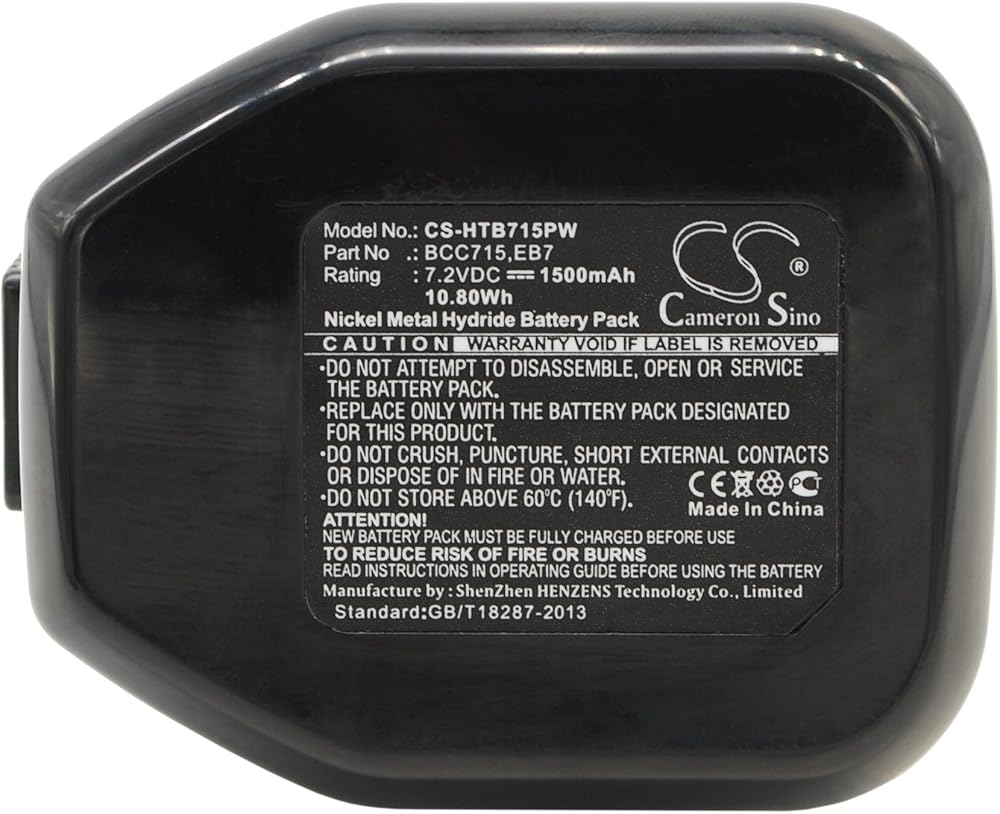 Model No.: CS-HTB715PW
Part No : BCC715,EB7
Rating : 7.2VDC 1500mAh
10.80Wh
Nickel Metal Hydride Battery Pack
CS ®
Cameron Sino
CAUTION WARRANTY VOID IF LABEL IS REMOVED
•DO NOT ATTEMPT TO DISASSEMBLE, OPEN OR SERVICE
THE BATTERY PACK.
•REPLACE ONLY WITH THE BATTERY PACK DESIGNATED
FOR THIS PRODUCT.
•DO NOT CRUSH, PUNCTURE, SHORT EXTERNAL CONTACTS
OR DISPOSE OF IN FIRE OR WATER.
•DO NOT STORE ABOVE 60℃ (140℉).
CE PCT
Made In China
ATTENTION!
NEW BATTERY PACK MUST BE FULLY CHARGED BEFORE USE
TO REDUCE RISK OF FIRE OR BURNS
READ INSTRUCTIONS IN OPERATING GUIDE BEFORE USING THE BATTERY
Manufacture by : ShenZhen HENZENS Technology Co., Limited
Standard:GB/T18287-2013